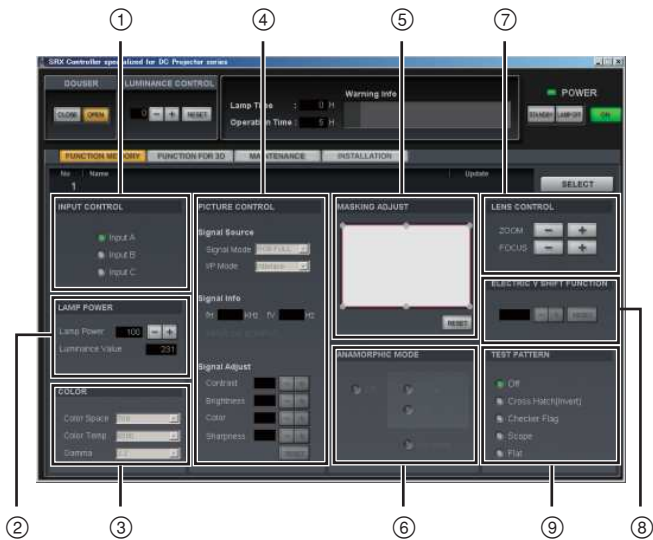 ① ④ ⑤ ⑦
SRX Controller specialized for DC Projector series
DOUSER
CLOSE OPEN
LUMINANCE CONTROL
0 - + RESET
Lamp Time : 0 H
Operation Time : 5 H
Warning Info
POWER
STANDBY LAMP OFF ON
FUNCTION MEMORY FUNCTION FOR 3D MAINTENANCE INSTALLATION
No Name Update
1
SELECT
INPUT CONTROL
Input A
Input B
Input C
LAMP POWER
Lamp Power 100 - +
Luminance Value 231
COLOR
Color Space
Color Temp
Gamma
PICTURE CONTROL
Signal Source
Signal Mode RGB FULL
I/P Mode Interlace
Signal Info
fH KHz fV Hz
Signal Adjust
Contrast - +
Brightness - +
Color - +
Sharpness - +
RESET
MASKING ADJUST
RESET
ANAMORPHIC MODE
LENS CONTROL
ZOOM - +
FOCUS - +
ELECTRIC V SHIFT FUNCTION
- + RESET
TEST PATTERN
Off
Cross Hatch(Invert)
Checker Flag
Scope
Flat
② ③ ⑥ ⑨ ⑧